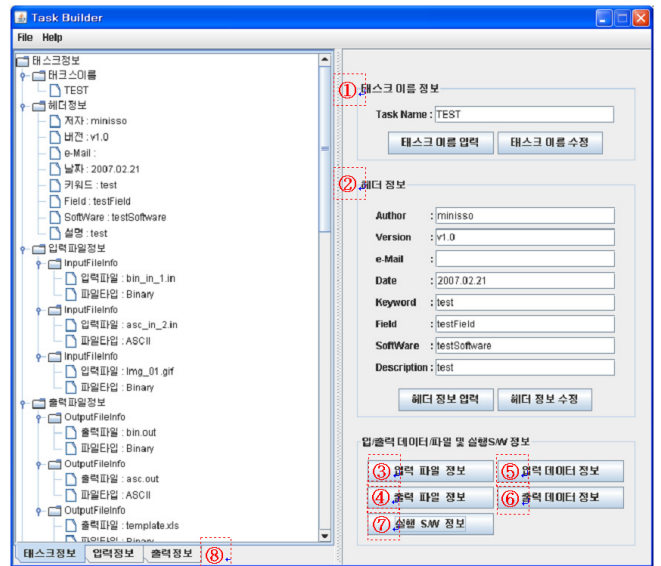 Task Builder
File Help
태스크정보
태크스이름
TEST
헤더정보
저자 : minisso
버전 : v1.0
e-Mail :
날짜 : 2007.02.21
키워드 : test
Field : testField
SoftWare : testSoftware
설명 : test
입력파일정보
InputFileInfo
입력파일 : bin_in_1.in
파일타입 : Binary
InputFileInfo
입력파일 : asc_in_2.in
파일타입 : ASCII
InputFileInfo
입력파일 : Img_01.gif
파일타입 : Binary
출력파일정보
OutputFileInfo
출력파일 : bin.out
파일타입 : Binary
OutputFileInfo
출력파일 : asc.out
파일타입 : ASCII
OutputFileInfo
출력파일 : template.xls
파일타입 : Binary
태스크정보 입력정보 출력정보 ⑧
① 태스크 이름 정보
Task Name : TEST
태스크 이름 입력 태스크 이름 수정
② 헤더 정보
Author : minisso
Version : v1.0
e-Mail :
Date : 2007.02.21
Keyword : test
Field : testField
SoftWare : testSoftware
Description : test
헤더 정보 입력 헤더 정보 수정
입/출력 데이터/파일 및 실행S/W 정보
③ 입력 파일 정보 ⑤ 입력 데이터 정보
④ 출력 파일 정보 ⑥ 출력 데이터 정보
⑦ 실행 S/W 정보